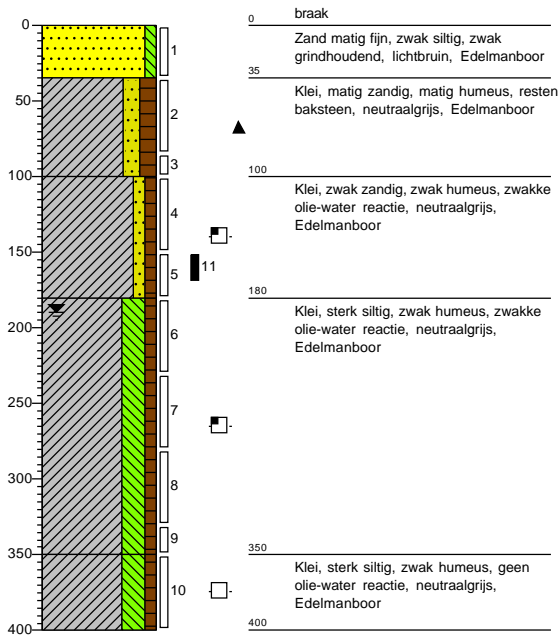 braak
0
0
Zand matig fijn, zwak siltig, zwak
grindhoudend, lichtbruin, Edelmanboor
1
35
Klei, matig zandig, matig humeus, resten
baksteen, neutraalgrijs, Edelmanboor
50
2
3
100
100
Klei, zwak zandig, zwak humeus, zwakke
olie-water reactie, neutraalgrijs,
Edelmanboor
4
150
5
11
180
Klei, sterk siltig, zwak humeus, zwakke
olie-water reactie, neutraalgrijs,
Edelmanboor
200
6
250
7
300
8
9
350
350
Klei, sterk siltig, zwak humeus, geen
olie-water reactie, neutraalgrijs,
Edelmanboor
10
400
400